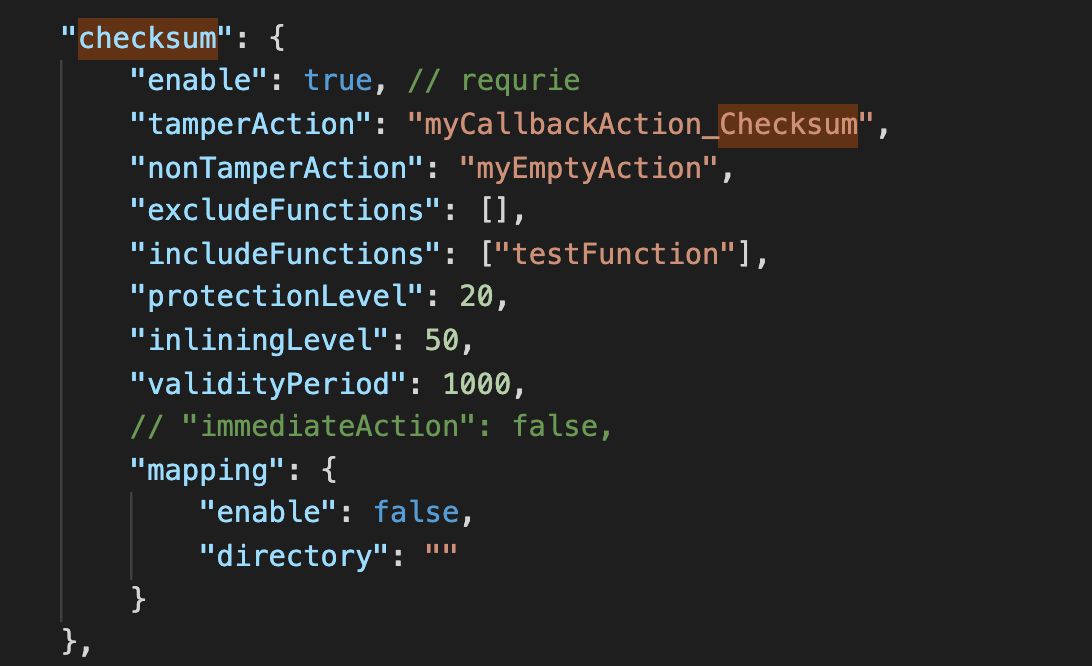 "checksum": {
"enable": true, // requrie
"tamperAction": "myCallbackAction_Checksum",
"nonTamperAction": "myEmptyAction",
"excludeFunctions": [],
"includeFunctions": ["testFunction"],
"protectionLevel": 20,
"inliningLevel": 50,
"validityPeriod": 1000,
// "immediateAction": false,
"mapping": {
"enable": false,
"directory": ""
}
},